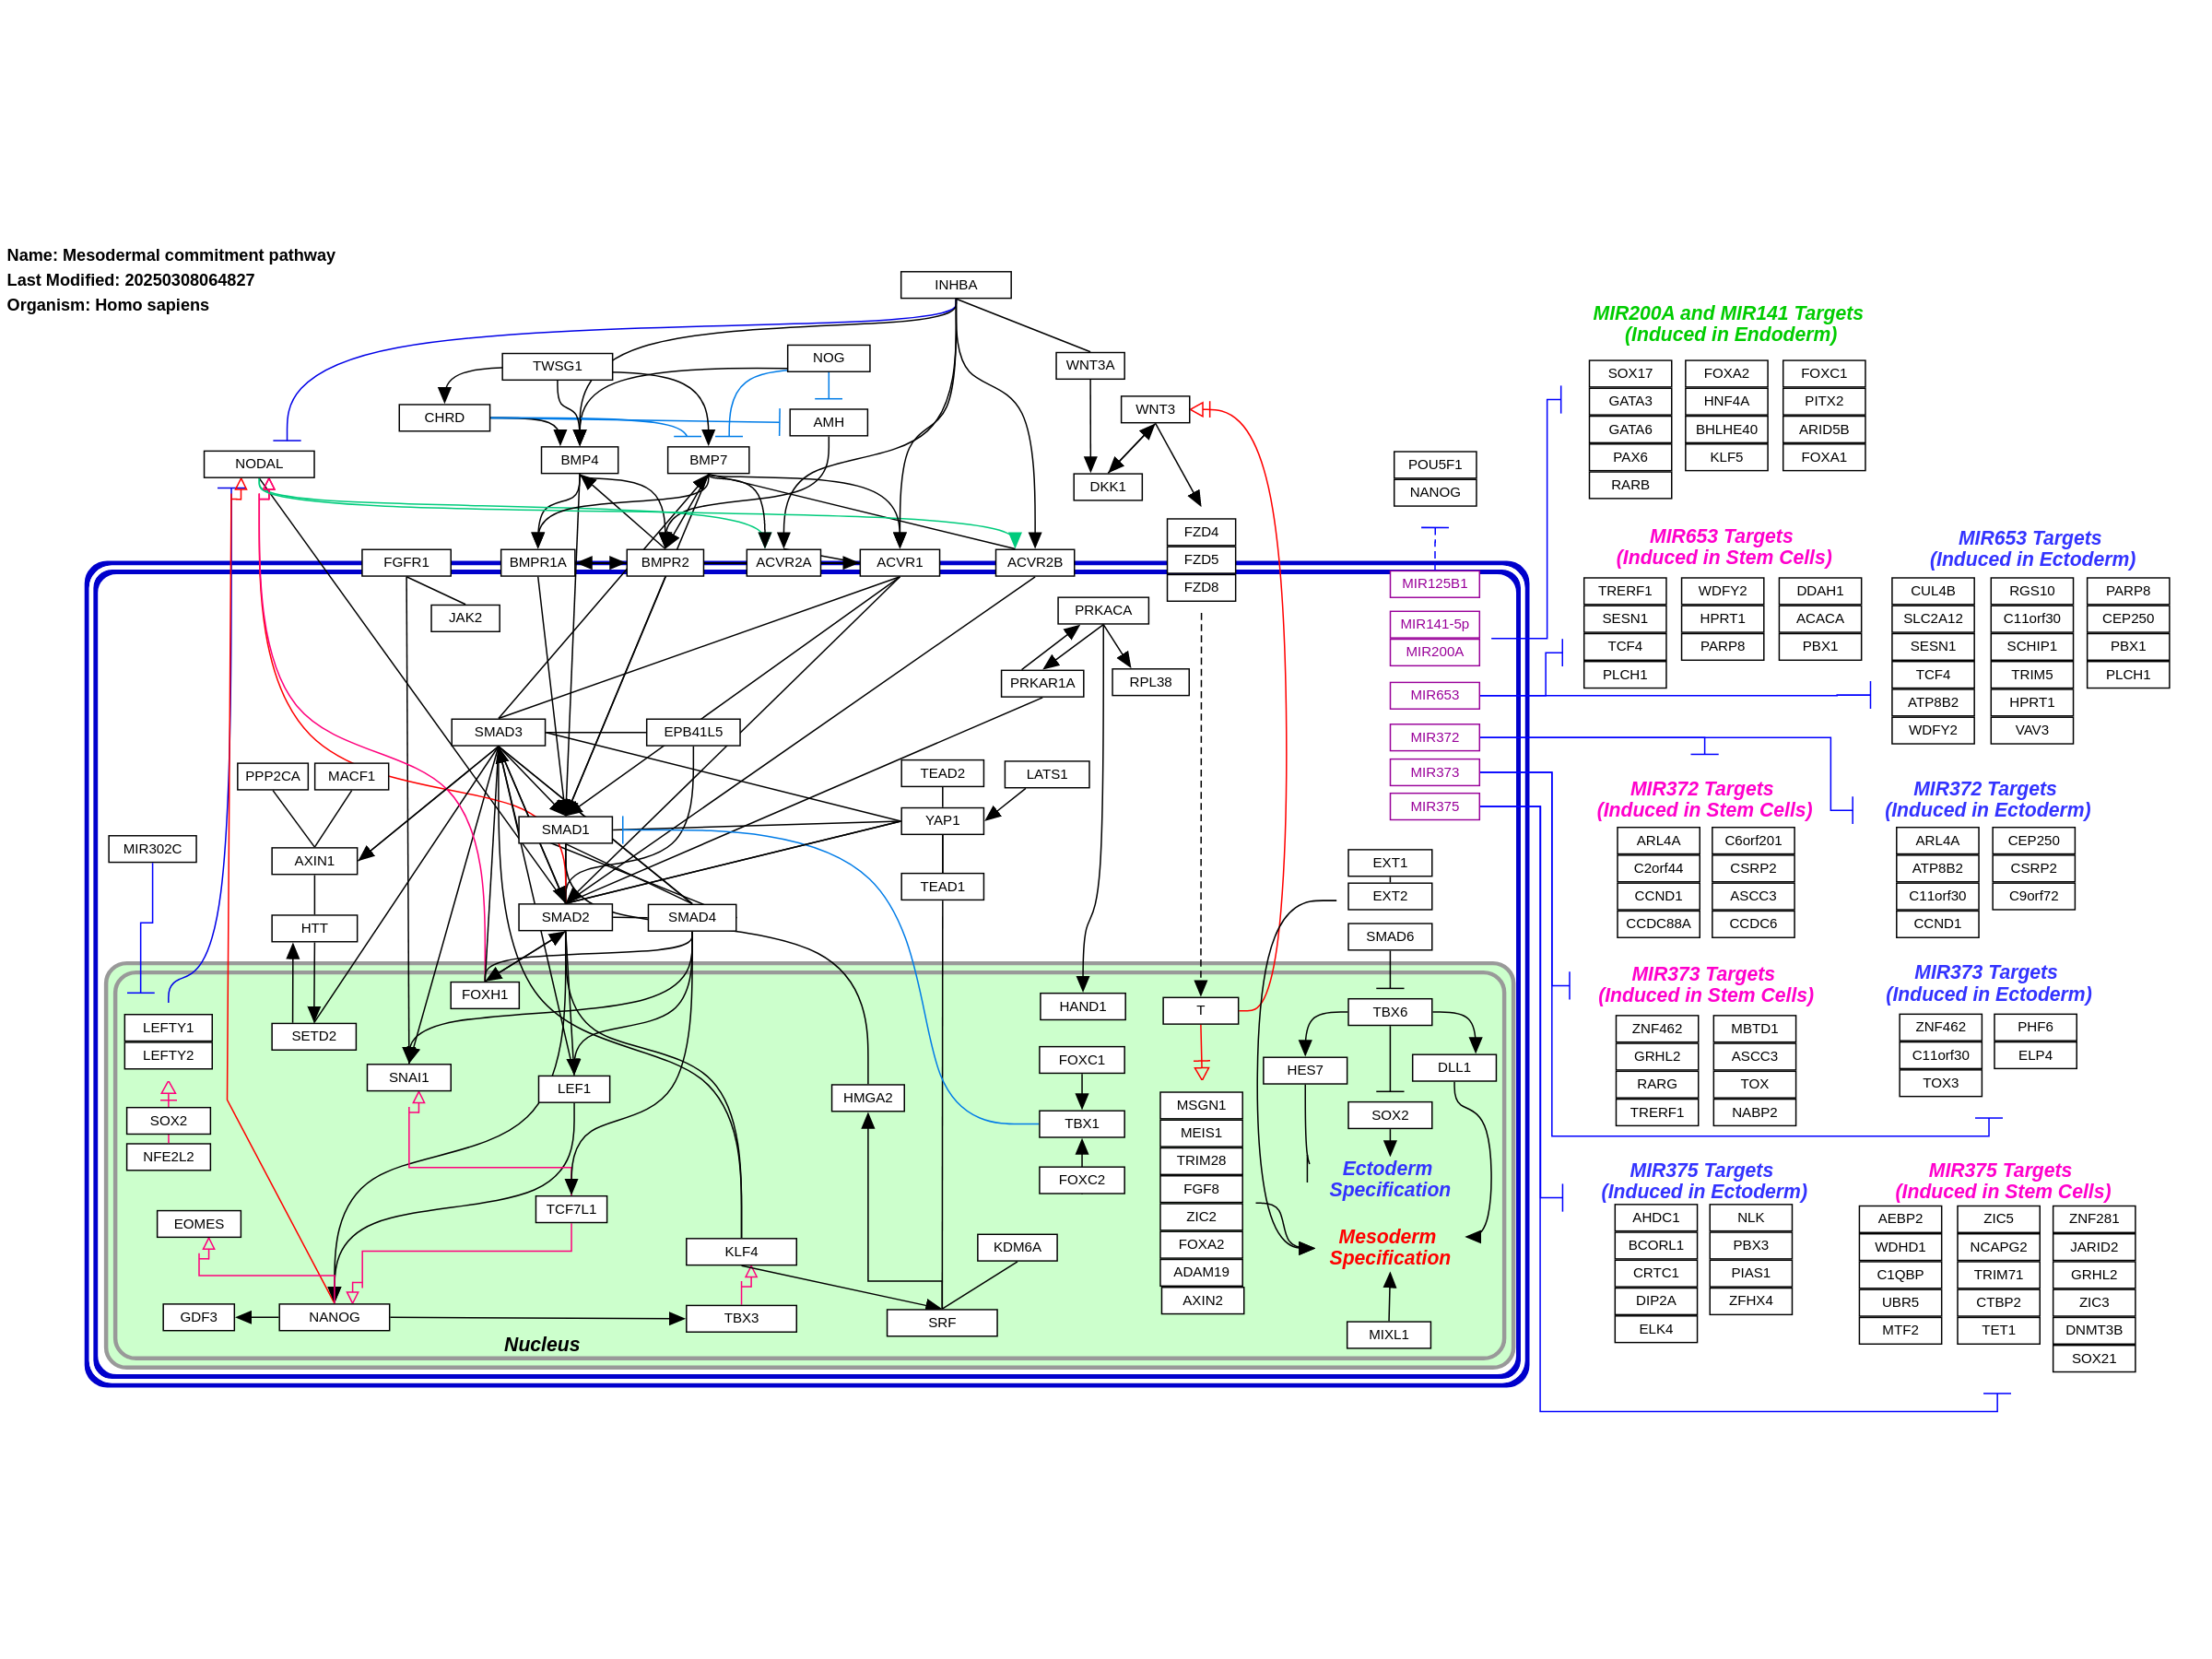 Name: Mesodermal commitment pathway
Last Modified: 20250308064827
Organism: Homo sapiens
INHBA
TWSG1
NOG
WNT3A
CHRD
AMH
WNT3
NODAL
BMP4
BMP7
DKK1
POU5F1
NANOG
FZD4
FZD5
FZD8
FGFR1
BMPR1A
BMPR2
ACVR2A
ACVR1
ACVR2B
JAK2
PRKACA
PRKAR1A
RPL38
MIR125B1
MIR141-5p
MIR200A
MIR653
MIR372
MIR373
MIR375
SMAD3
EPB41L5
PPP2CA
MACF1
TEAD2
LATS1
YAP1
SMAD1
MIR302C
AXIN1
TEAD1
EXT1
EXT2
SMAD6
HTT
SMAD2
SMAD4
FOXH1
HAND1
T
TBX6
LEFTY1
LEFTY2
SETD2
SNAI1
LEF1
FOXC1
HES7
DLL1
HMGA2
MSGN1
MEIS1
TRIM28
FGF8
ZIC2
FOXA2
ADAM19
AXIN2
SOX2
NFE2L2
TBX1
FOXC2
SOX2
Ectoderm
Specification
Mesoderm
Specification
EOMES
TCF7L1
KLF4
KDM6A
GDF3
NANOG
TBX3
SRF
MIXL1
Nucleus
MIR200A and MIR141 Targets
(Induced in Endoderm)
SOX17
GATA3
GATA6
PAX6
RARB
FOXA2
HNF4A
BHLHE40
KLF5
FOXC1
PITX2
ARID5B
FOXA1
MIR653 Targets
(Induced in Stem Cells)
TRERF1
SESN1
TCF4
PLCH1
WDFY2
HPRT1
PARP8
DDAH1
ACACA
PBX1
MIR653 Targets
(Induced in Ectoderm)
CUL4B
SLC2A12
SESN1
TCF4
ATP8B2
WDFY2
RGS10
C11orf30
SCHIP1
TRIM5
HPRT1
VAV3
PARP8
CEP250
PBX1
PLCH1
MIR372 Targets
(Induced in Stem Cells)
ARL4A
C2orf44
CCND1
CCDC88A
C6orf201
CSRP2
ASCC3
CCDC6
MIR372 Targets
(Induced in Ectoderm)
ARL4A
ATP8B2
C11orf30
CCND1
CEP250
CSRP2
C9orf72
MIR373 Targets
(Induced in Stem Cells)
ZNF462
GRHL2
RARG
TRERF1
MBTD1
ASCC3
TOX
NABP2
MIR373 Targets
(Induced in Ectoderm)
ZNF462
C11orf30
TOX3
PHF6
ELP4
MIR375 Targets
(Induced in Ectoderm)
AHDC1
BCORL1
CRTC1
DIP2A
ELK4
NLK
PBX3
PIAS1
ZFHX4
MIR375 Targets
(Induced in Stem Cells)
AEBP2
WDHD1
C1QBP
UBR5
MTF2
ZIC5
NCAPG2
TRIM71
CTBP2
TET1
ZNF281
JARID2
GRHL2
ZIC3
DNMT3B
SOX21